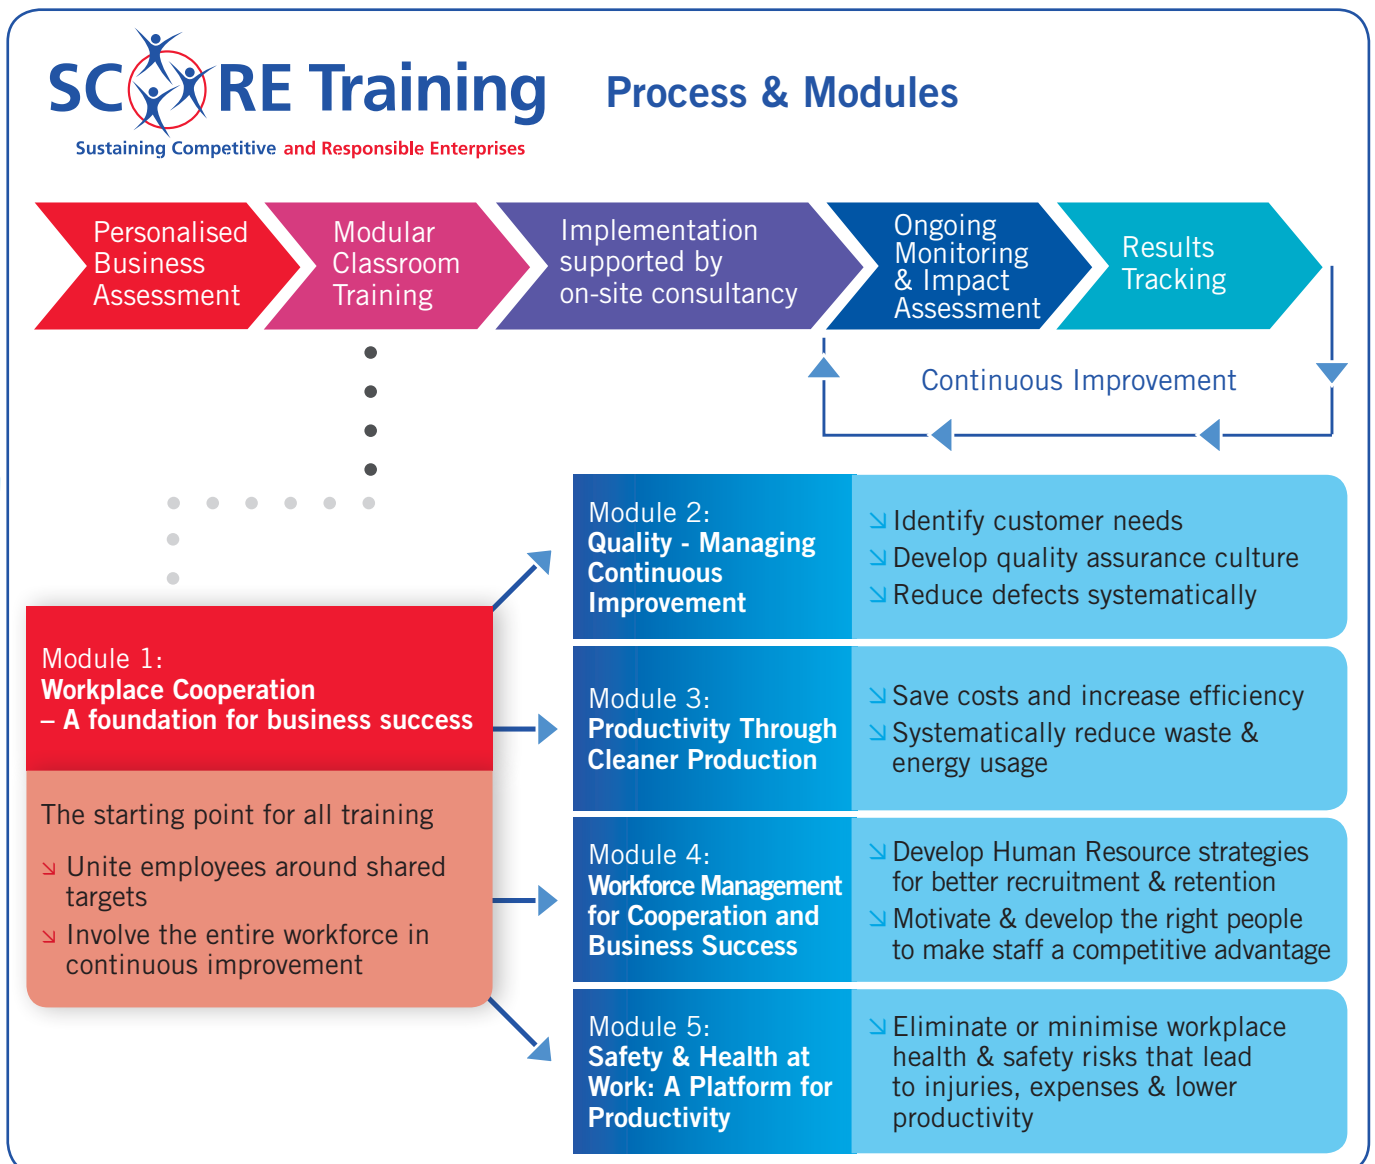 SCORE Training
Sustaining Competitive and Responsible Enterprises
Process & Modules
Personalised
Business
Assessment
Modular
Classroom
Training
Implementation
supported by
on-site consultancy
Ongoing
Monitoring
& Impact
Assessment
Results
Tracking
Continuous Improvement
Module 1:
Workplace Cooperation
– A foundation for business success
The starting point for all training
Unite employees around shared
targets
Involve the entire workforce in
continuous improvement
Module 2:
Quality - Managing
Continuous
Improvement
Identify customer needs
Develop quality assurance culture
Reduce defects systematically
Module 3:
Productivity Through
Cleaner Production
Save costs and increase efficiency
Systematically reduce waste &
energy usage
Module 4:
Workforce Management
for Cooperation and
Business Success
Develop Human Resource strategies
for better recruitment & retention
Motivate & develop the right people
to make staff a competitive advantage
Module 5:
Safety & Health at
Work: A Platform for
Productivity
Eliminate or minimise workplace
health & safety risks that lead
to injuries, expenses & lower
productivity